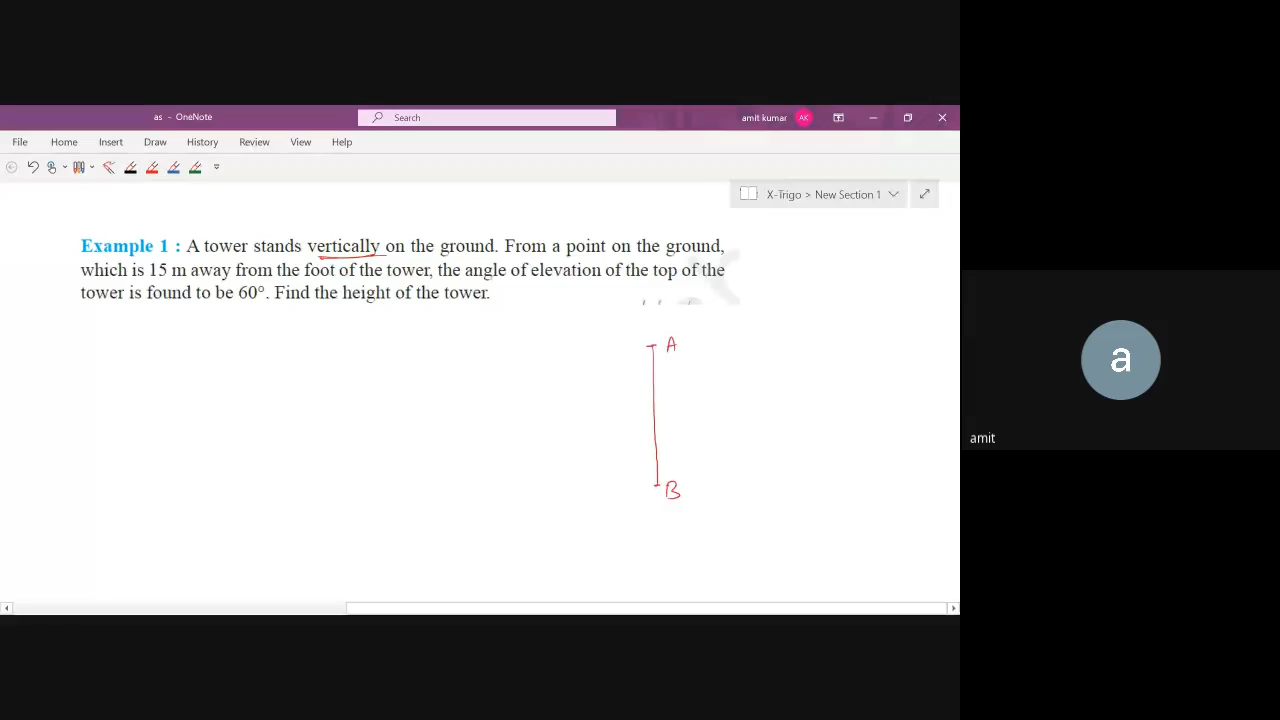 as - OneNote
Search
amit kumar AK
File Home Insert Draw History Review View Help
X-Trigo > New Section 1
Example 1 : A tower stands vertically on the ground. From a point on the ground,
which is 15 m away from the foot of the tower, the angle of elevation of the top of the
tower is found to be 60°. Find the height of the tower.
A
B
a
amit